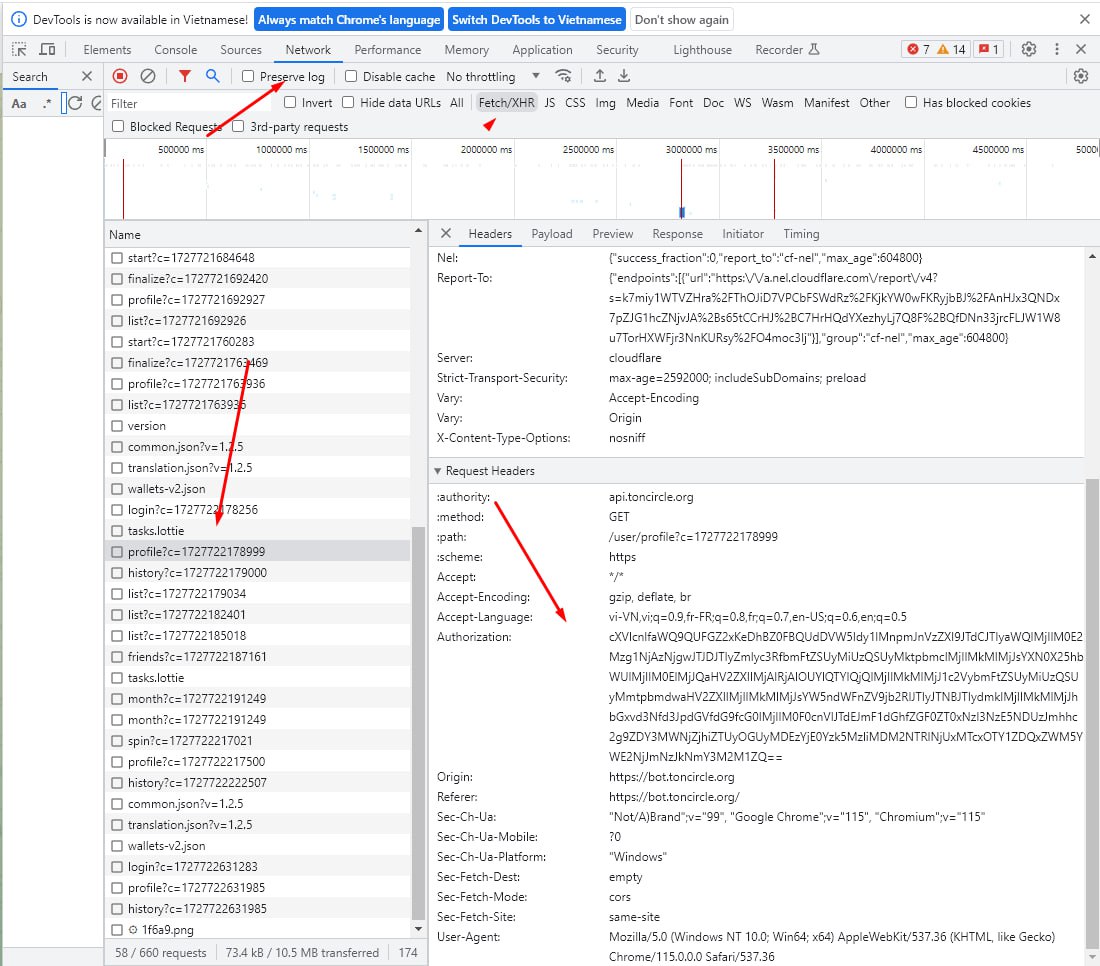 DevTools is now available in Vietnamese! Always match Chrome's language Switch DevTools to Vietnamese Don't show again
Elements Console Sources Network Performance Memory Application Security Lighthouse Recorder 7 14 1
Search Preserve log Disable cache No throttling
Aa .* Filter Invert Hide data URLs All Fetch/XHR JS CSS Img Media Font Doc WS Wasm Manifest Other Has blocked cookies
Blocked Requests 3rd-party requests
500000 ms 1000000 ms 1500000 ms 2000000 ms 2500000 ms 3000000 ms 3500000 ms 4000000 ms 4500000 ms 5000
Name
start?c=1727721684648
finalize?c=1727721692420
profile?c=1727721692927
list?c=1727721692926
start?c=1727721760283
finalize?c=1727721763469
profile?c=1727721763936
list?c=1727721763936
version
common.json?v=1.2.5
translation.json?v=1.2.5
wallets-v2.json
login?c=1727722178256
tasks.lottie
profile?c=1727722178999
history?c=1727722179000
list?c=1727722179034
list?c=1727722182401
list?c=1727722185018
friends?c=1727722187161
tasks.lottie
month?c=1727722191249
month?c=1727722191249
spin?c=1727722217021
profile?c=1727722217500
history?c=1727722222507
common.json?v=1.2.5
translation.json?v=1.2.5
wallets-v2.json
login?c=1727722631283
profile?c=1727722631985
history?c=1727722631985
1f6a9.png
58 / 660 requests 73.4 kB / 10.5 MB transferred 174
Headers Payload Preview Response Initiator Timing
Nel: {"success_fraction":0,"report_to":"cf-nel","max_age":604800}
Report-To: {"endpoints":[{"url":"https:\/\/a.nel.cloudflare.com\/report\/v4?
u7TorHXWFjr3NnKURsy%2FO4moc3Ij"}],"group":"cf-nel","max_age":604800}
Server: cloudflare
Strict-Transport-Security: max-age=2592000; includeSubDomains; preload
Vary: Accept-Encoding
Vary: Origin
X-Content-Type-Options: nosniff
Request Headers
:authority: api.toncircle.org
:method: GET
:path: /user/profile?c=1727722178999
:scheme: https
Accept: */*
Accept-Encoding: gzip, deflate, br
Accept-Language: vi-VN,vi;q=0.9,fr-FR;q=0.8,fr;q=0.7,en-US;q=0.6,en;q=0.5
Authorization:
Origin: https://bot.toncircle.org
Referer: https://bot.toncircle.org/
Sec-Ch-Ua: "Not/A)Brand";v="99", "Google Chrome";v="115", "Chromium";v="115"
Sec-Ch-Ua-Mobile: ?0
Sec-Ch-Ua-Platform: "Windows"
Sec-Fetch-Dest: empty
Sec-Fetch-Mode: cors
Sec-Fetch-Site: same-site
User-Agent: Mozilla/5.0 (Windows NT 10.0; Win64; x64) AppleWebKit/537.36 (KHTML, like Gecko)
Chrome/115.0.0.0 Safari/537.36